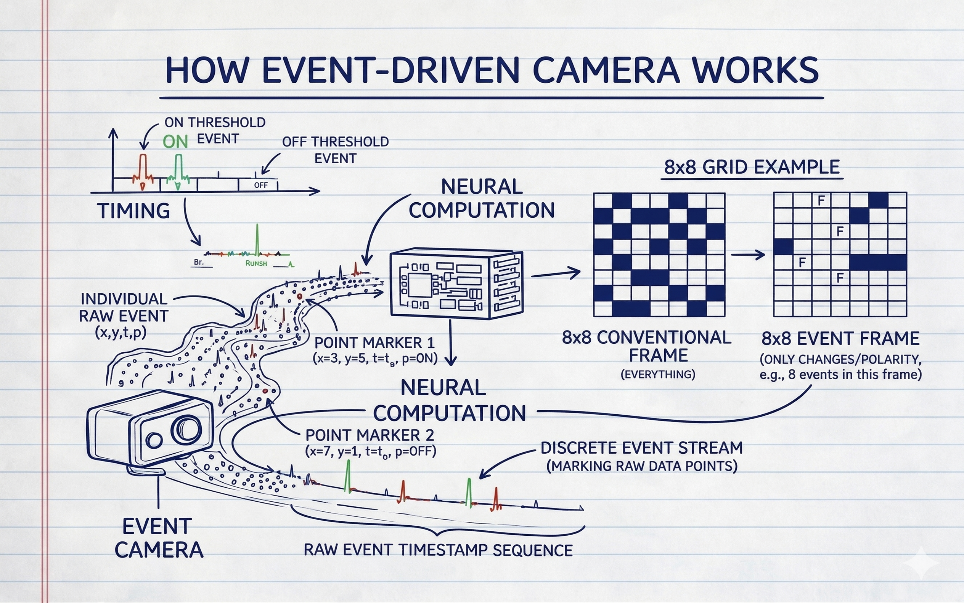 HOW EVENT-DRIVEN CAMERA WORKS
ON THRESHOLD
EVENT
ON
OFF THRESHOLD
EVENT
OFF
TIMING
Br.
RUNSH
NEURAL
COMPUTATION
8x8 GRID EXAMPLE
F
F
F
F
INDIVIDUAL
RAW EVENT
(x,y,t,p)
POINT MARKER 1
(x=3, y=5, t=t₀, p=ON)
8x8 CONVENTIONAL
FRAME
(EVERYTHING)
8x8 EVENT FRAME
(ONLY CHANGES/POLARITY,
e.g., 8 events in this frame)
NEURAL
COMPUTATION
POINT MARKER 2
(x=7, y=1, t=t₀, p=OFF)
DISCRETE EVENT STREAM
(MARKING RAW DATA POINTS)
EVENT
CAMERA
RAW EVENT TIMESTAMP SEQUENCE